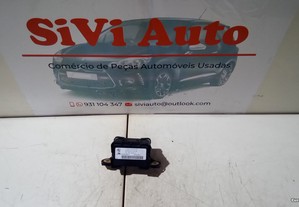 SiVi Auto
Comércio de Peças Automóveis Usadas
931 104 347
siviauto@outlook.com